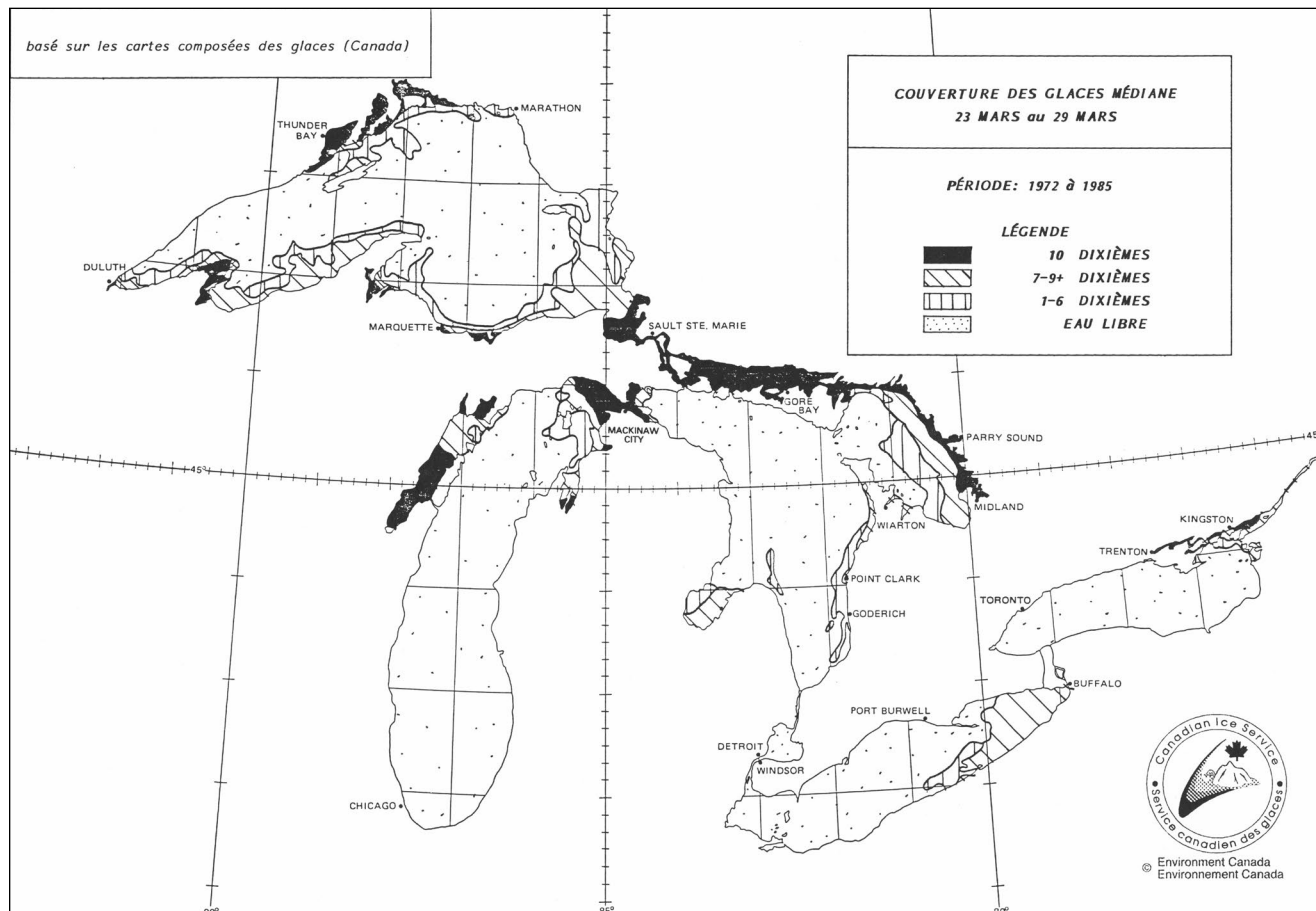 basé sur les cartes composées des glaces (Canada)
COUVERTURE DES GLACES MÉDIANE
23 MARS au 29 MARS
PÉRIODE: 1972 à 1985
LÉGENDE
10 DIXIÈMES
7-9+ DIXIÈMES
1-6 DIXIÈMES
EAU LIBRE
MARATHON
THUNDER
BAY
DULUTH
MARQUETTE
SAULT STE. MARIE
GORE
BAY
MACKINAW
CITY
PARRY SOUND
45°
45
MIDLAND
WIARTON
KINGSTON
TRENTON
POINT CLARK
TORONTO
GODERICH
BUFFALO
PORT BURWELL
DETROIT
WINDSOR
CHICAGO
Canadian Ice Service
Service canadien des glaces
© Environment Canada
Environnement Canada